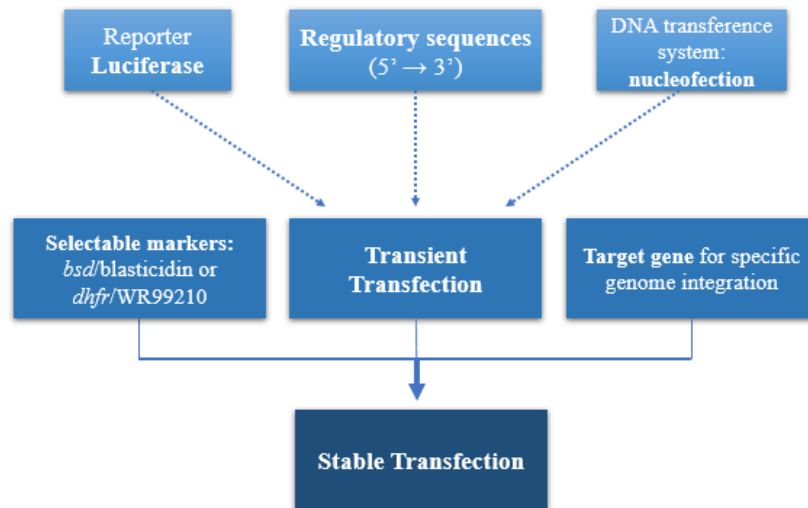 Reporter
Luciferase
Regulatory sequences
(5’ → 3’)
DNA transference
system:
nucleofection
Selectable markers:
bsd/blasticidin or
dhfr/WR99210
Transient
Transfection
Target gene for specific
genome integration
Stable Transfection